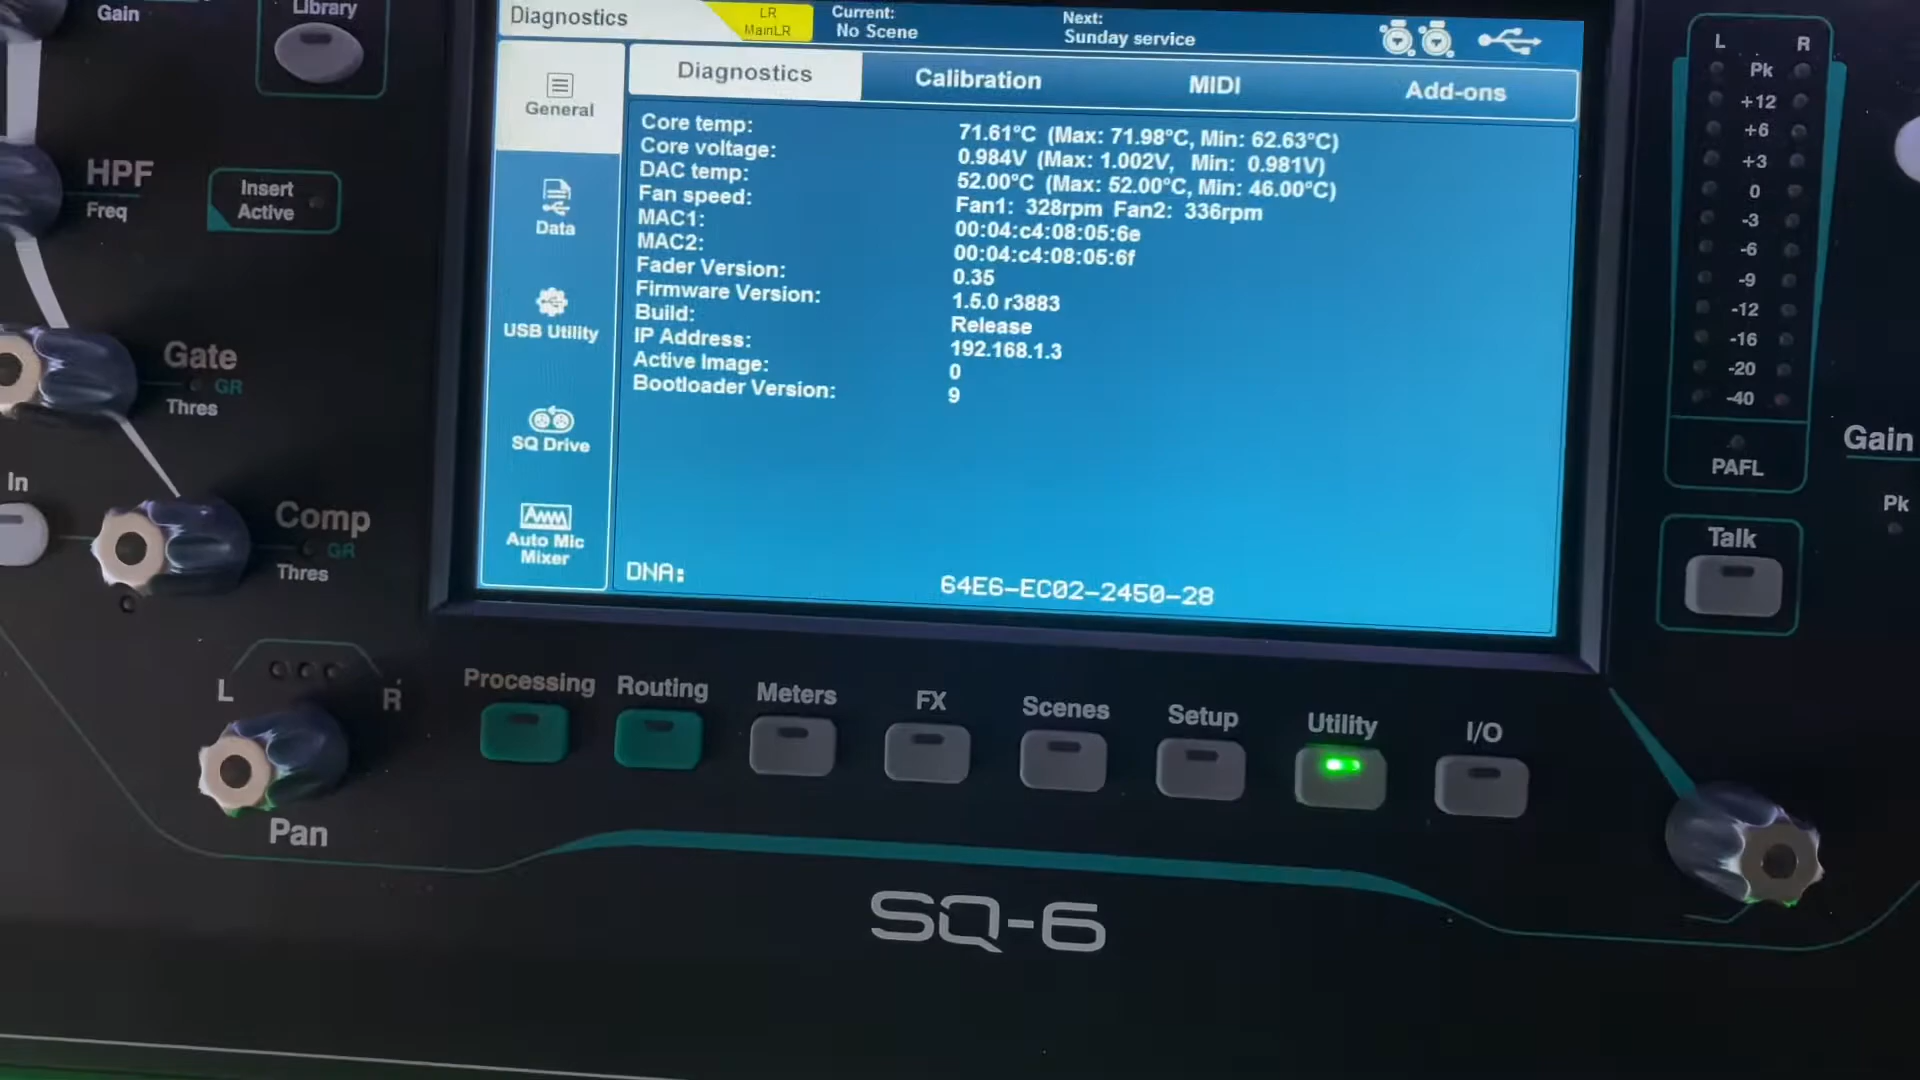 Gain
Library
HPF
Freq
Insert
Active
Gate
GR
Thres
In
Comp
GR
Thres
L
R
Pan
Diagnostics
LR
MainLR
Current:
No Scene
Next:
Sunday service
General
Data
USB Utility
SQ Drive
Auto Mic
Mixer
Diagnostics Calibration MIDI Add-ons
Core temp: 71.61°C (Max: 71.98°C, Min: 62.63°C)
Core voltage: 0.984V (Max: 1.002V, Min: 0.981V)
DAC temp: 52.00°C (Max: 52.00°C, Min: 46.00°C)
Fan speed: Fan1: 328rpm Fan2: 336rpm
MAC1: 00:04:c4:08:05:6e
MAC2: 00:04:c4:08:05:6f
Fader Version: 0.35
Firmware Version: 1.5.0 r3883
Build: Release
IP Address: 192.168.1.3
Active Image: 0
Bootloader Version: 9
DNA: 64E6-EC02-2450-28
Processing Routing Meters FX Scenes Setup Utility I/O
SQ-6
L R
Pk
+12
+6
+3
0
-3
-6
-9
-12
-16
-20
-40
PAFL
Talk
Gain
Pk